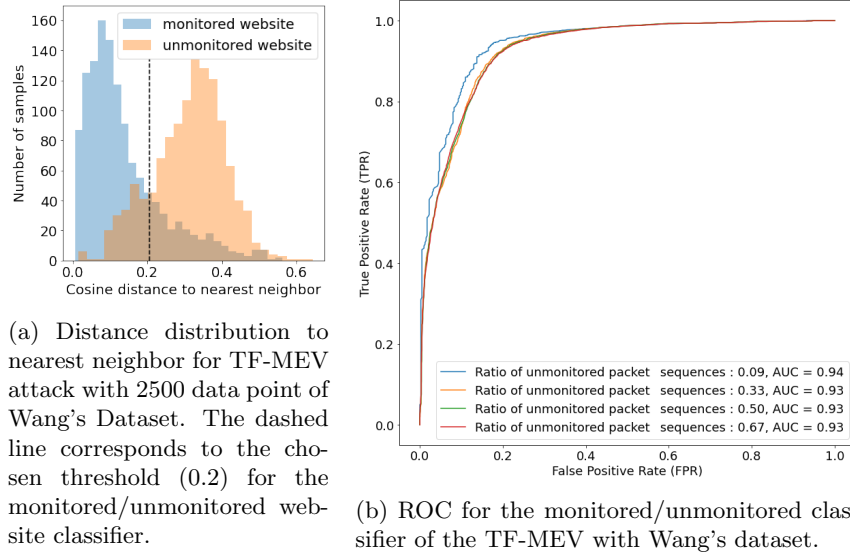 monitored website
unmonitored website
160
140
120
100
80
60
40
20
0
Number of samples
0.0 0.2 0.4 0.6
Cosine distance to nearest neighbor
(a) Distance distribution to
nearest neighbor for TF-MEV
attack with 2500 data point of
Wang's Dataset. The dashed
line corresponds to the cho-
sen threshold (0.2) for the
monitored/unmonitored web-
site classifier.
1.0
0.8
0.6
0.4
0.2
0.0
True Positive Rate (TPR)
Ratio of unmonitored packet sequences : 0.09, AUC = 0.94
Ratio of unmonitored packet sequences : 0.33, AUC = 0.93
Ratio of unmonitored packet sequences : 0.50, AUC = 0.93
Ratio of unmonitored packet sequences : 0.67, AUC = 0.93
0.0 0.2 0.4 0.6 0.8 1.0
False Positive Rate (FPR)
(b) ROC for the monitored/unmonitored clas-
sifier of the TF-MEV with Wang's dataset.